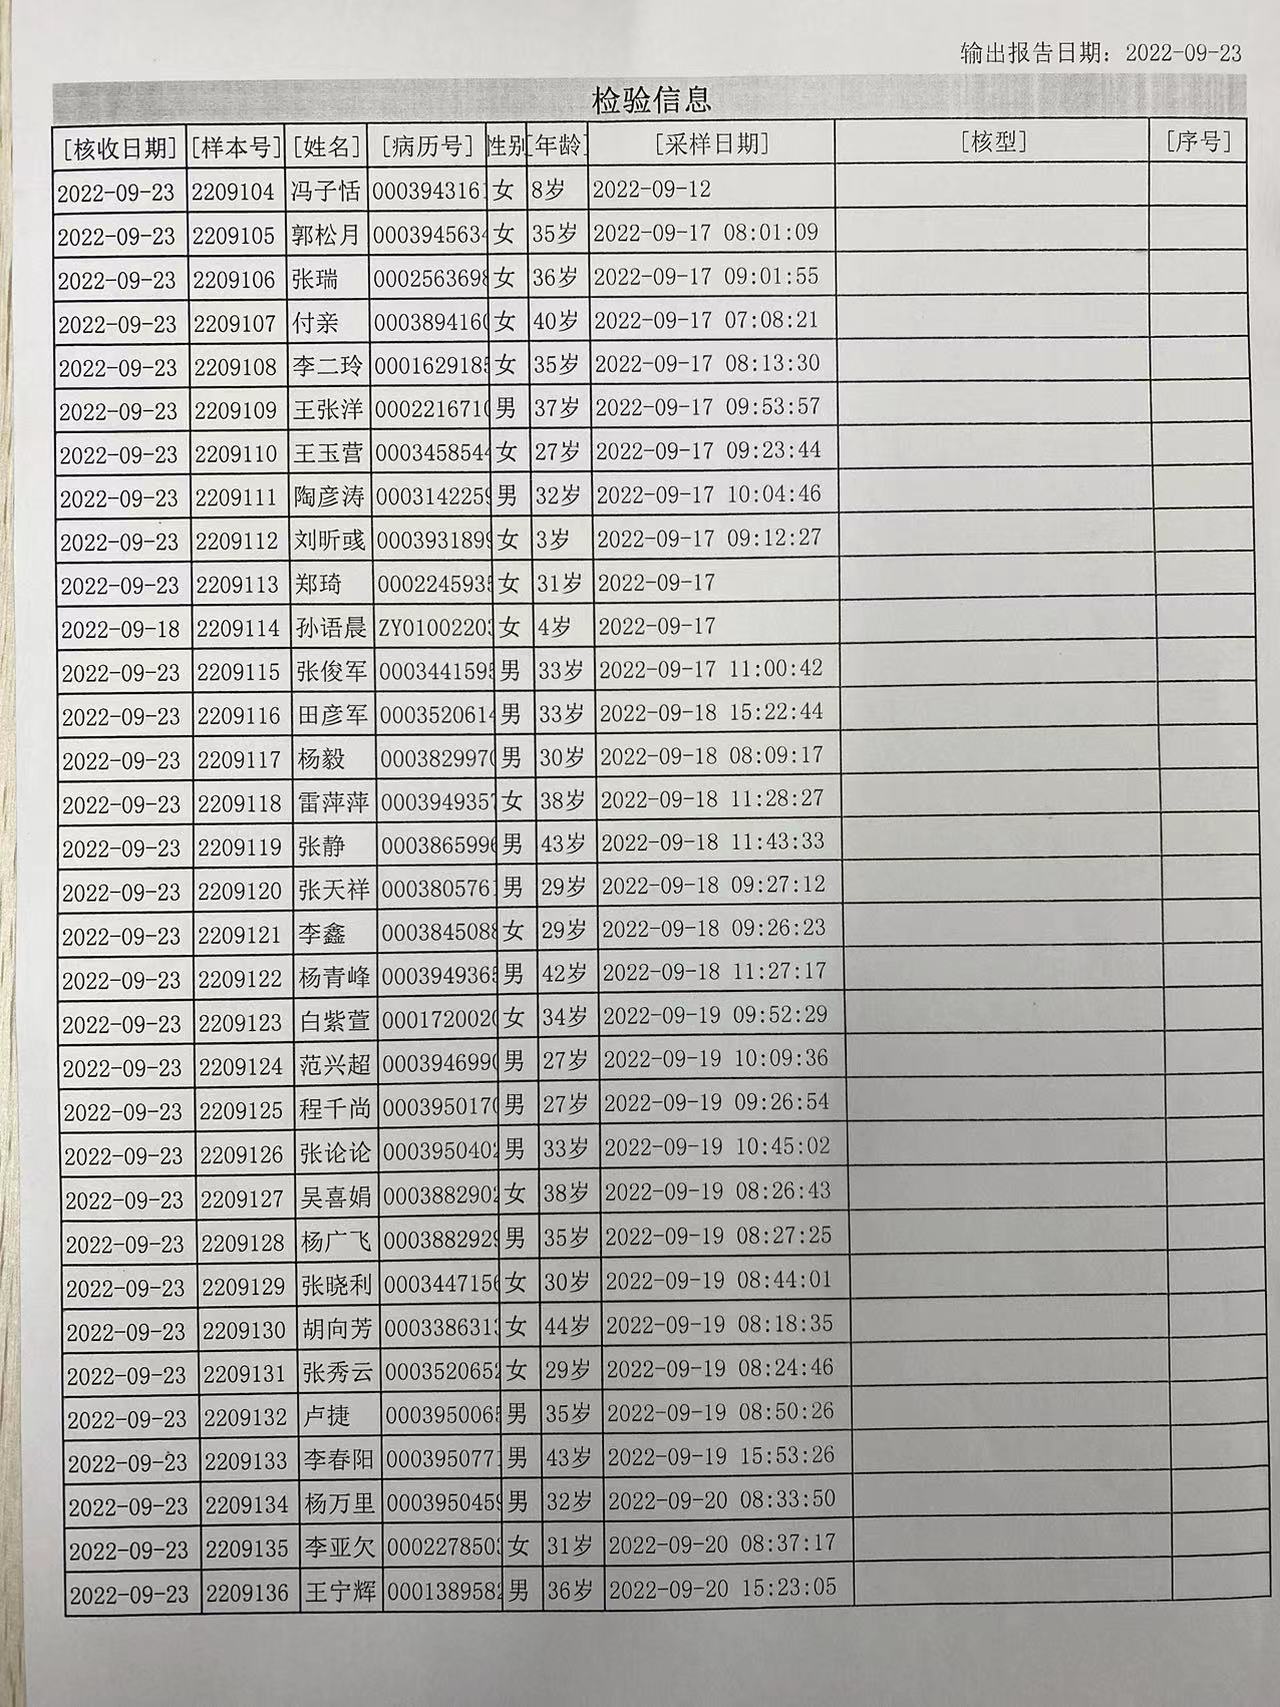 输出报告日期: 2022-09-23
检验信息
[核收日期] [样本号] [姓名] [病历号] 性别 [年龄] [采样日期] [核型] [序号]
2022-09-23 2209104 冯子恬 000394316 女 8岁 2022-09-12
2022-09-23 2209105 郭松月 000394563 女 35岁 2022-09-17 08:01:09
2022-09-23 2209106 张瑞 000256369 女 36岁 2022-09-17 09:01:55
2022-09-23 2209107 付亲 000389416 女 40岁 2022-09-17 07:08:21
2022-09-23 2209108 李二玲 000162918 女 35岁 2022-09-17 08:13:30
2022-09-23 2209109 王张洋 000221671 男 37岁 2022-09-17 09:53:57
2022-09-23 2209110 王玉营 000345854 女 27岁 2022-09-17 09:23:44
2022-09-23 2209111 陶彦涛 000314225 男 32岁 2022-09-17 10:04:46
2022-09-23 2209112 刘昕彧 000393189 女 3岁 2022-09-17 09:12:27
2022-09-23 2209113 郑琦 000224593 女 31岁 2022-09-17
2022-09-18 2209114 孙语晨 ZY0100220 女 4岁 2022-09-17
2022-09-23 2209115 张俊军 000344159 男 33岁 2022-09-17 11:00:42
2022-09-23 2209116 田彦军 000352061 男 33岁 2022-09-18 15:22:44
2022-09-23 2209117 杨毅 000382997 男 30岁 2022-09-18 08:09:17
2022-09-23 2209118 雷萍萍 000394935 女 38岁 2022-09-18 11:28:27
2022-09-23 2209119 张静 000386599 男 43岁 2022-09-18 11:43:33
2022-09-23 2209120 张天祥 000380576 男 29岁 2022-09-18 09:27:12
2022-09-23 2209121 李鑫 000384508 女 29岁 2022-09-18 09:26:23
2022-09-23 2209122 杨青峰 000394936 男 42岁 2022-09-18 11:27:17
2022-09-23 2209123 白紫萱 000172002 女 34岁 2022-09-19 09:52:29
2022-09-23 2209124 范兴超 000394699 男 27岁 2022-09-19 10:09:36
2022-09-23 2209125 程千尚 000395017 男 27岁 2022-09-19 09:26:54
2022-09-23 2209126 张论论 000395040 男 33岁 2022-09-19 10:45:02
2022-09-23 2209127 吴喜娟 000388290 女 38岁 2022-09-19 08:26:43
2022-09-23 2209128 杨广飞 000388292 男 35岁 2022-09-19 08:27:25
2022-09-23 2209129 张晓利 000344715 女 30岁 2022-09-19 08:44:01
2022-09-23 2209130 胡向芳 000338631 女 44岁 2022-09-19 08:18:35
2022-09-23 2209131 张秀云 000352065 女 29岁 2022-09-19 08:24:46
2022-09-23 2209132 卢捷 000395006 男 35岁 2022-09-19 08:50:26
2022-09-23 2209133 李春阳 000395077 男 43岁 2022-09-19 15:53:26
2022-09-23 2209134 杨万里 000395045 男 32岁 2022-09-20 08:33:50
2022-09-23 2209135 李亚欠 000227850 女 31岁 2022-09-20 08:37:17
2022-09-23 2209136 王宁辉 000138958 男 36岁 2022-09-20 15:23:05